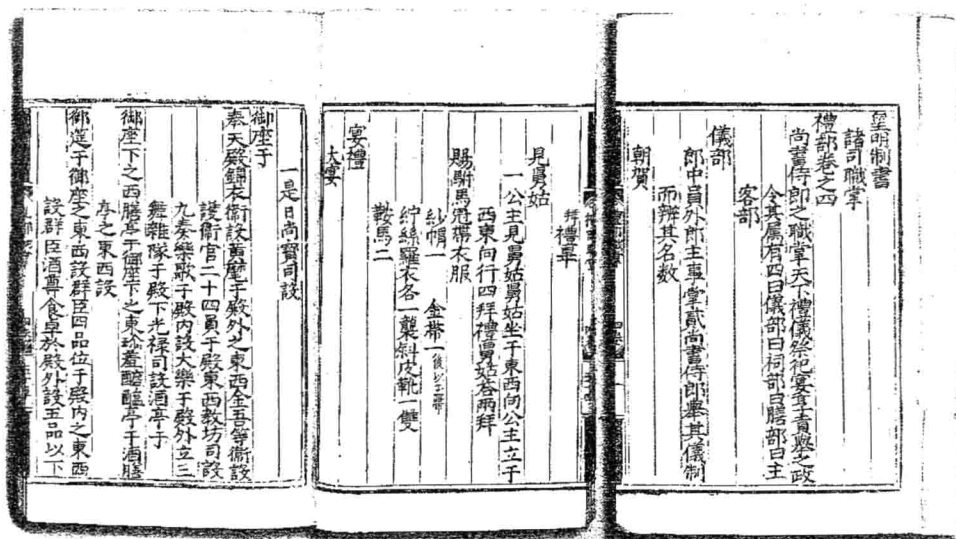 皇明制書
諸司職掌
禮部卷之四
尚書侍郎之職掌天下禮儀祭祀宴享貢舉之政
令其屬有四曰儀部曰祠部曰膳部曰主
客部
儀部
郎中員外郎主事掌貳尚書侍郎舉其儀制
而辨其名數
朝賀
拜禮畢
見舅姑
一公主見舅姑舅姑坐于東西向公主立于
西東向行四拜禮舅姑荅兩拜
賜駙馬冠帶衣服
紗帽一 金帶一後以玉帶
紵絲羅衣各一襲斜皮靴一雙
鞍馬二
宴禮
大宴
一是日尚寶司設
御座于
奉天殿錦衣衛設黃麾于殿外之東西金吾等衛設
護衛官二十四員于殿東西教坊司設
九奏樂歌于殿內設大樂于殿外立三
舞雜隊于殿下光祿司設酒亭于
御座下之西膳亭于御座下之東珍羞醯醢亭于酒膳
亭之東西設
御筵于御座之東西設群臣四品位于殿內之東西
設群臣酒尊食卓於殿外設五品以下